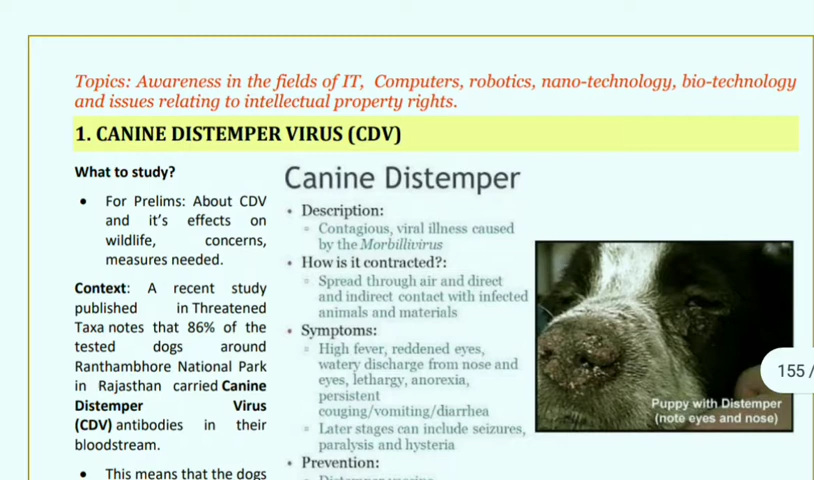 Topics: Awareness in the fields of IT, Computers, robotics, nano-technology, bio-technology
and issues relating to intellectual property rights.
1. CANINE DISTEMPER VIRUS (CDV)
What to study?
• For Prelims: About CDV
and it's effects on
wildlife, concerns,
measures needed.
Context: A recent study
published in Threatened
Taxa notes that 86% of the
tested dogs around
Ranthambhore National Park
in Rajasthan carried Canine
Distemper Virus
(CDV) antibodies in their
bloodstream.
• This means that the dogs
Canine Distemper
• Description:
Contagious, viral illness caused
by the Morbillivirus
• How is it contracted?:
Spread through air and direct
and indirect contact with infected
animals and materials
• Symptoms:
High fever, reddened eyes,
watery discharge from nose and
eyes, lethargy, anorexia,
persistent
couging/vomiting/diarrhea
Later stages can include seizures,
paralysis and hysteria
• Prevention:
Puppy with Distemper
(note eyes and nose)
155 /